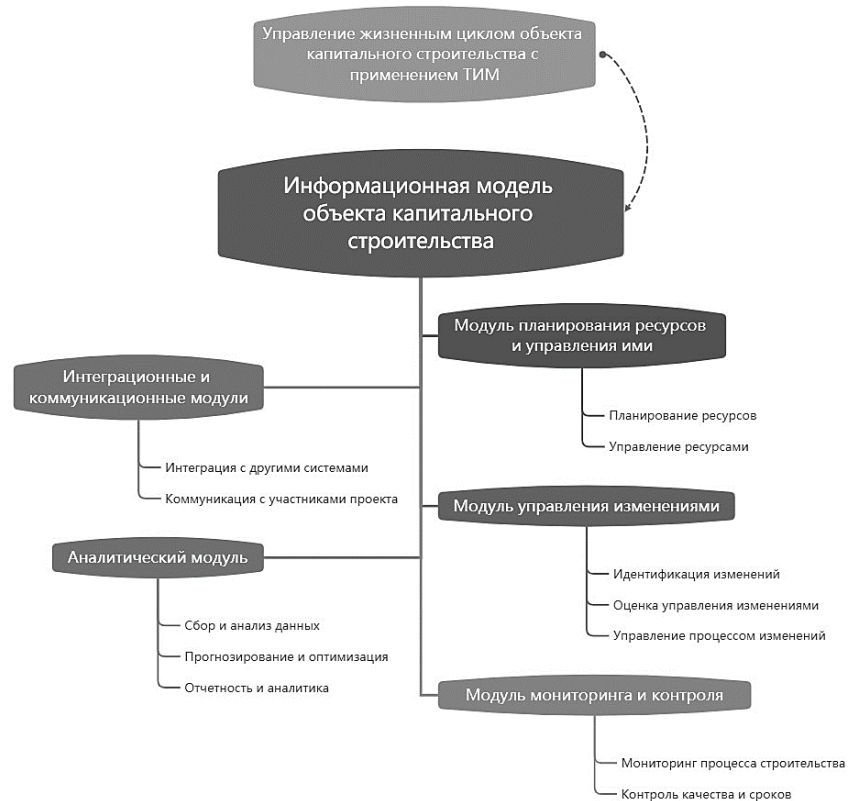 Управление жизненным циклом объекта
капитального строительства с
применением ТИМ
Информационная модель
объекта капитального
строительства
Модуль планирования ресурсов
и управления ими
Планирование ресурсов
Управление ресурсами
Интеграционные и
коммуникационные модули
Интеграция с другими системами
Коммуникация с участниками проекта
Модуль управления изменениями
Идентификация изменений
Оценка управления изменениями
Управление процессом изменений
Аналитический модуль
Сбор и анализ данных
Прогнозирование и оптимизация
Отчетность и аналитика
Модуль мониторинга и контроля
Мониторинг процесса строительства
Контроль качества и сроков